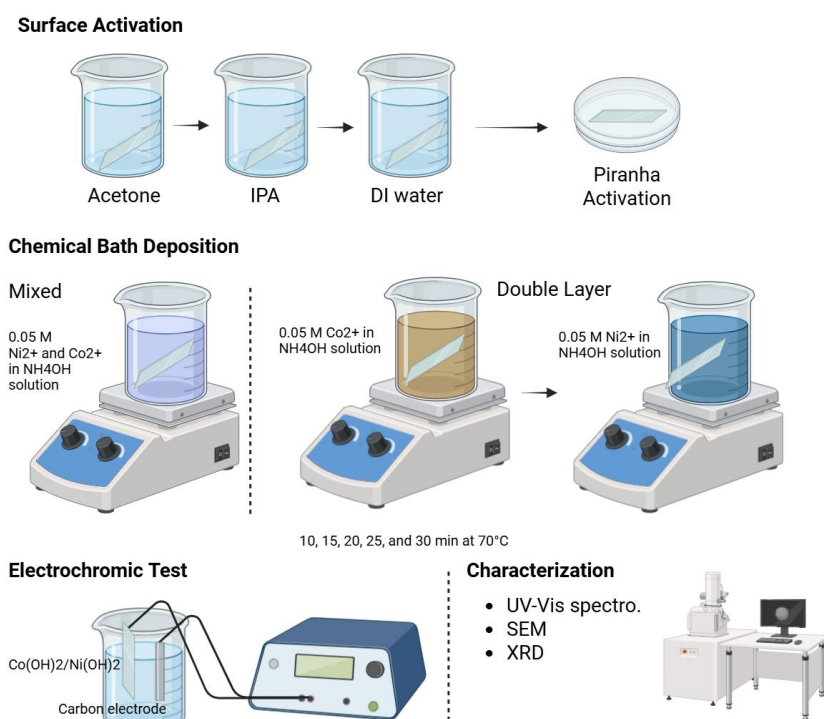 Surface Activation
Acetone
IPA
DI water
Piranha
Activation
Chemical Bath Deposition
Mixed
0.05 M
Ni2+ and Co2+
in NH4OH
solution
Double Layer
0.05 M Co2+ in
NH4OH solution
0.05 M Ni2+ in
NH4OH solution
10, 15, 20, 25, and 30 min at 70°C
Electrochromic Test
Co(OH)2/Ni(OH)2
Carbon electrode
Characterization
• UV-Vis spectro.
• SEM
• XRD